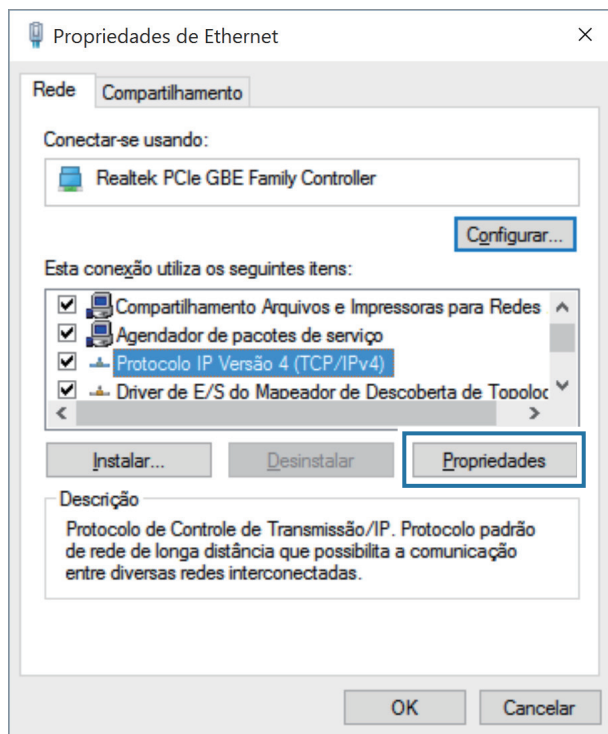 Propriedades de Ethernet
Rede
Compartilhamento
Conectar-se usando:
Realtek PCIe GBE Family Controller
Configurar...
Esta conexão utiliza os seguintes itens:
Compartilhamento Arquivos e Impressoras para Redes
Agendador de pacotes de serviço
Protocolo IP Versão 4 (TCP/IPv4)
Driver de E/S do Mapeador de Descoberta de Topoloc
Instalar...
Desinstalar
Propriedades
Descrição
Protocolo de Controle de Transmissão/IP. Protocolo padrão
de rede de longa distância que possibilita a comunicação
entre diversas redes interconectadas.
OK
Cancelar